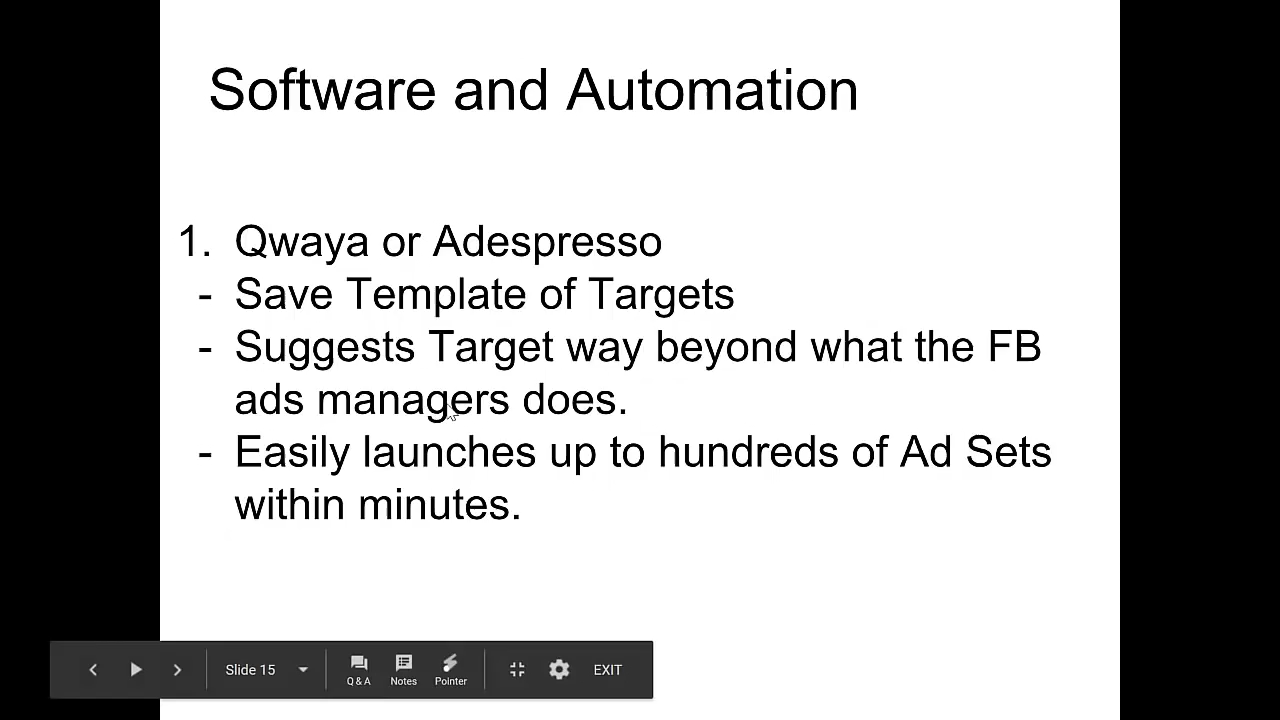 Software and Automation
1. Qwaya or Adespresso
- Save Template of Targets
- Suggests Target way beyond what the FB
ads managers does.
- Easily launches up to hundreds of Ad Sets
within minutes.
Slide 15
Q & A
Notes
Pointer
EXIT